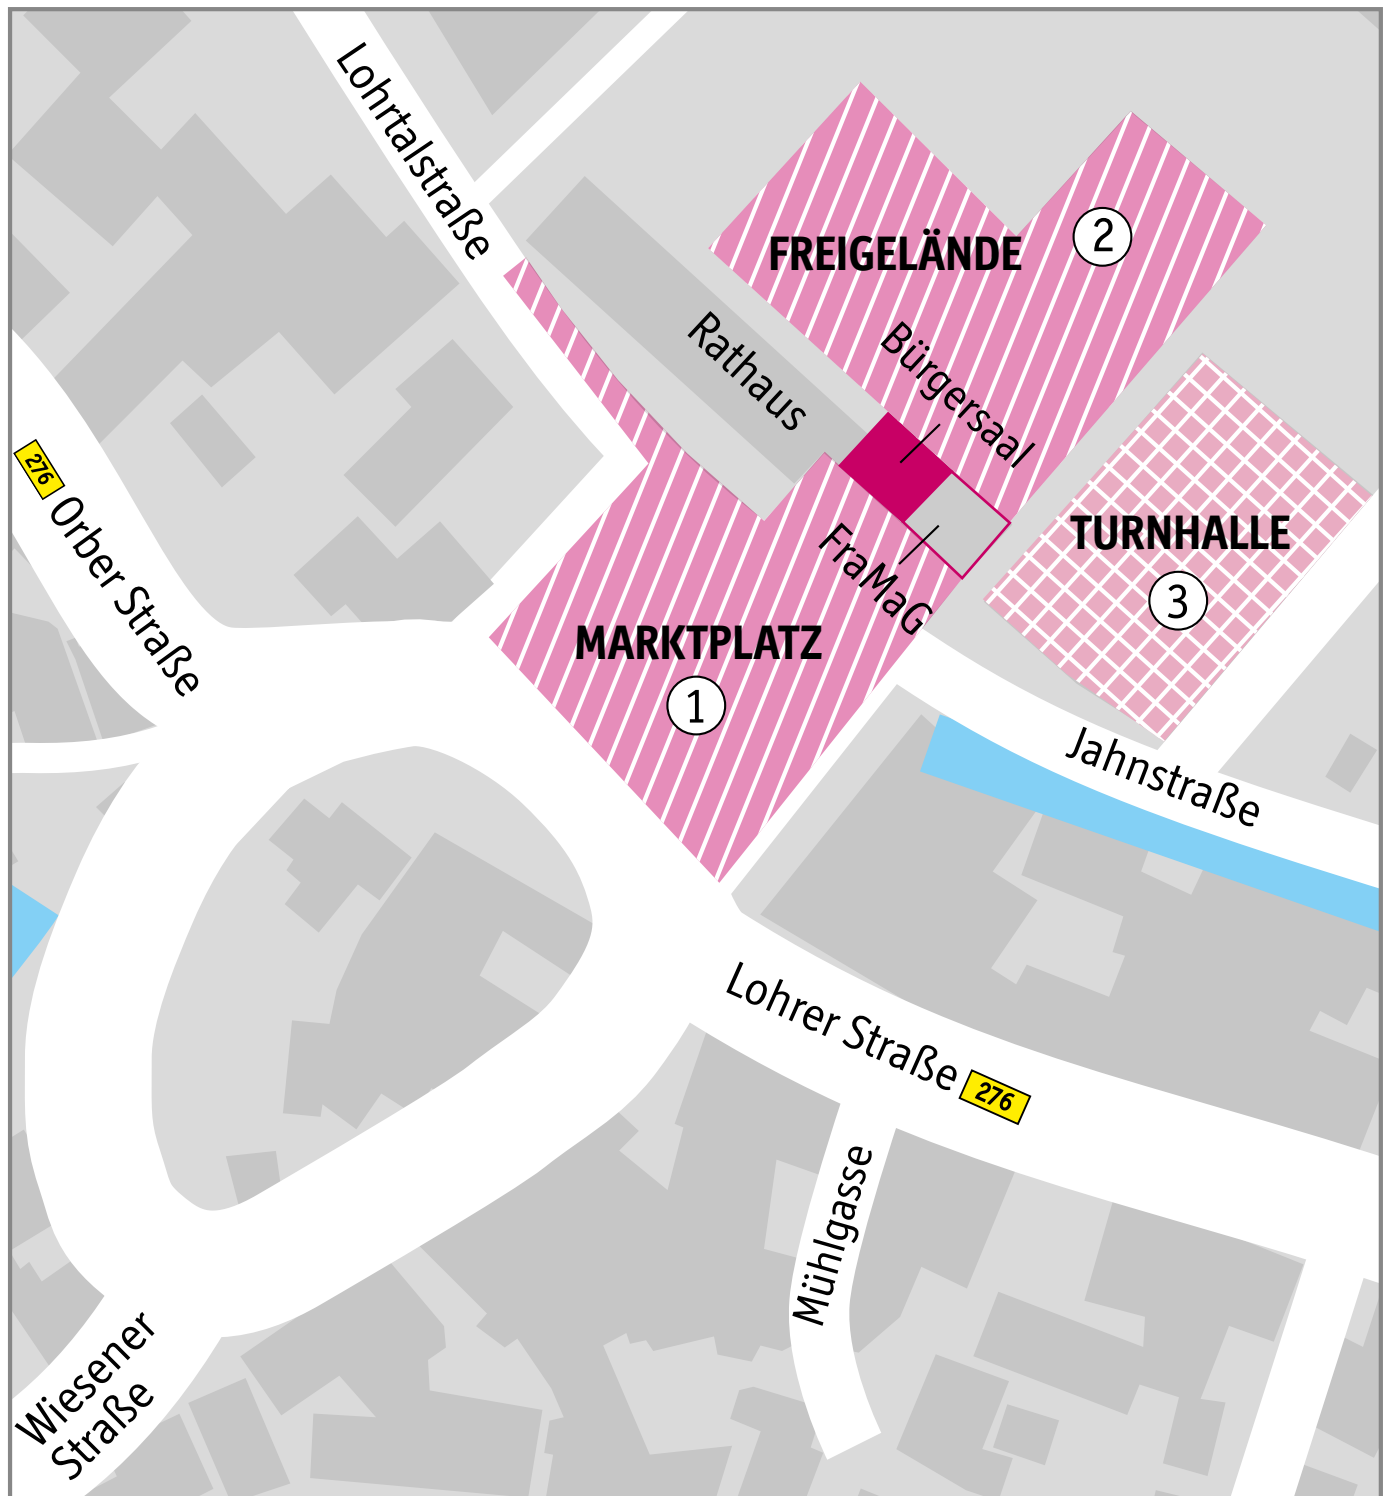 Lohrtalstraße
FREIGELÄNDE
2
Rathaus
Bürgersaal
276
Orber Straße
TURNHALLE
3
FraMaG
MARKTPLATZ
1
Jahnstraße
Lohrer Straße
276
Mühlgasse
Wiesener
Straße